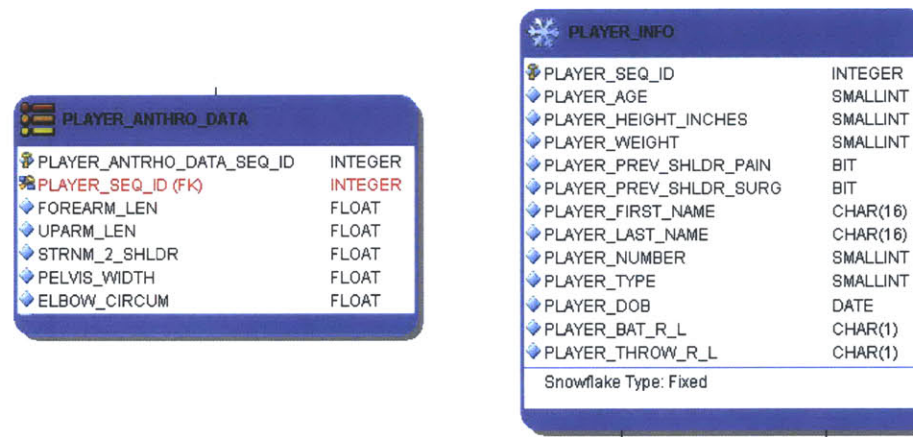 PLAYER_ANTHRO_DATA
PLAYER_ANTRHO_DATA_SEQ_ID INTEGER
PLAYER_SEQ_ID (FK) INTEGER
FOREARM_LEN FLOAT
UPARM_LEN FLOAT
STRNM_2_SHLDR FLOAT
PELVIS_WIDTH FLOAT
ELBOW_CIRCUM FLOAT
PLAYER_INFO
PLAYER_SEQ_ID INTEGER
PLAYER_AGE SMALLINT
PLAYER_HEIGHT_INCHES SMALLINT
PLAYER_WEIGHT SMALLINT
PLAYER_PREV_SHLDR_PAIN BIT
PLAYER_PREV_SHLDR_SURG BIT
PLAYER_FIRST_NAME CHAR(16)
PLAYER_LAST_NAME CHAR(16)
PLAYER_NUMBER SMALLINT
PLAYER_TYPE SMALLINT
PLAYER_DOB DATE
PLAYER_BAT_R_L CHAR(1)
PLAYER_THROW_R_L CHAR(1)
Snowflake Type: Fixed